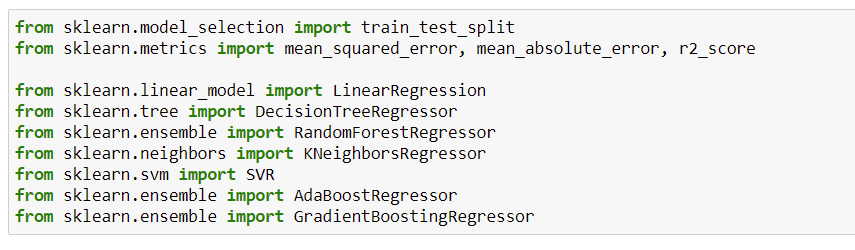 from sklearn.model_selection import train_test_split
from sklearn.metrics import mean_squared_error, mean_absolute_error, r2_score
from sklearn.linear_model import LinearRegression
from sklearn.tree import DecisionTreeRegressor
from sklearn.ensemble import RandomForestRegressor
from sklearn.neighbors import KNeighborsRegressor
from sklearn.svm import SVR
from sklearn.ensemble import AdaBoostRegressor
from sklearn.ensemble import GradientBoostingRegressor